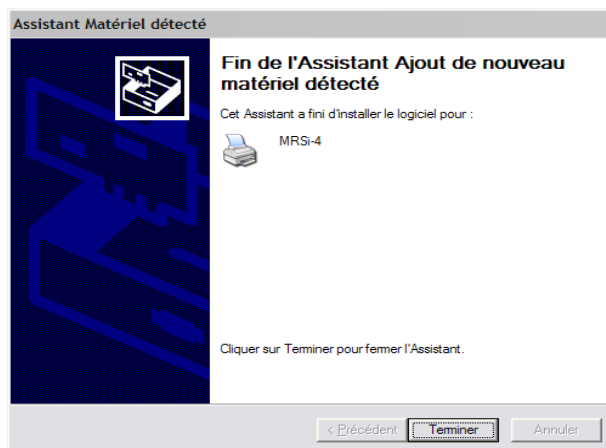 Assistant Matériel détecté
Fin de l'Assistant Ajout de nouveau
matériel détecté
Cet Assistant a fini d'installer le logiciel pour :
MRSi-4
Cliquer sur Terminer pour fermer l'Assistant.
< Précédent Terminer Annuler